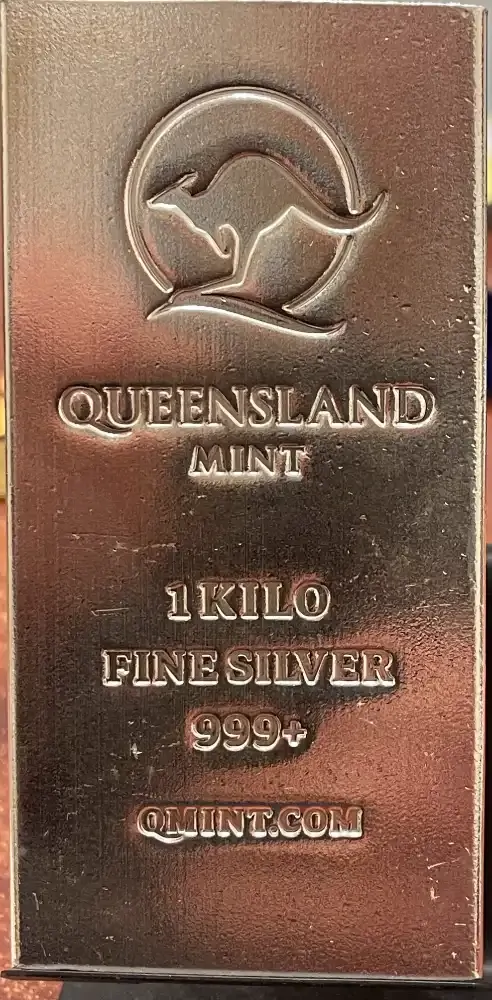 QUEENSLAND
MINT
1 KILO
FINE SILVER
999+
QMINT.COM